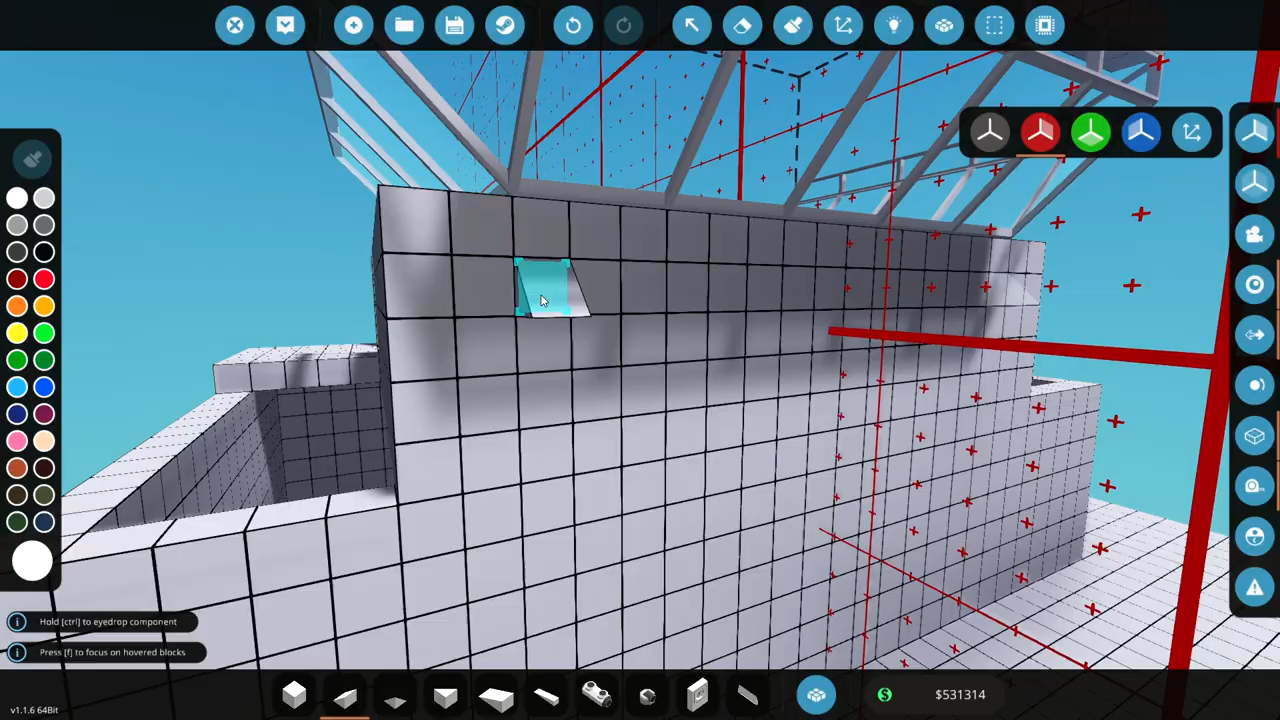 Hold [ctrl] to eyedrop component
Press [f] to focus on hovered blocks
$531314
v1.1.6 64Bit